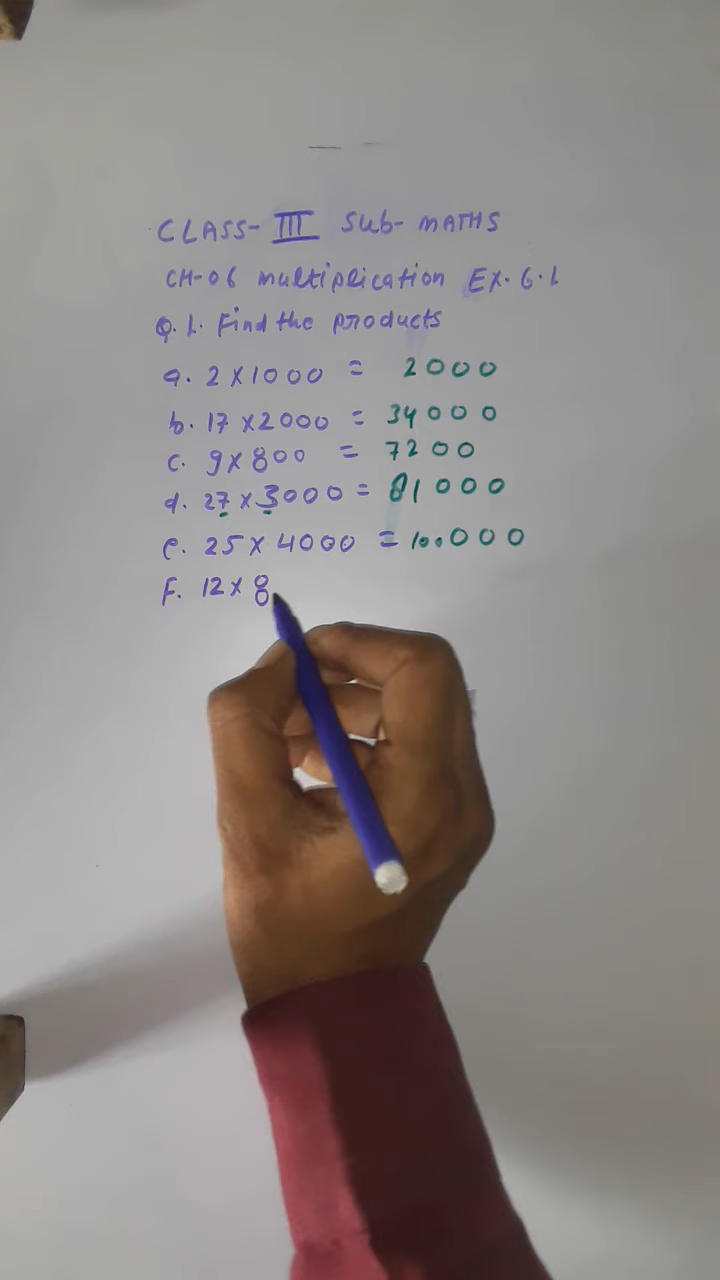 CLASS- III Sub- MATHS
CH-06 multiplication EX. 6.1
Q.1. Find the products
a. 2 X 1000 = 2000
b. 17 X 2000 = 34000
c. 9 X 800 = 7200
d. 27 X 3000 = 81000
e. 25 X 4000 = 100000
F. 12 X 8